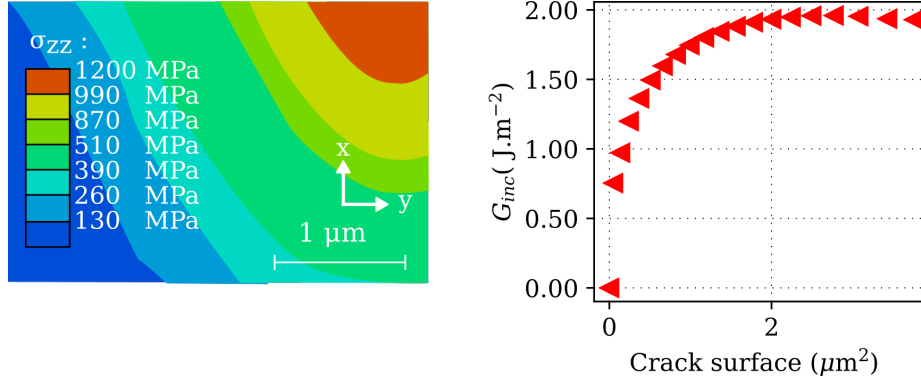 σzz :
1200 MPa
990 MPa
870 MPa
510 MPa
390 MPa
260 MPa
130 MPa
x
y
1 μm
2.00
1.50
1.00
0.50
0.00
Ginc( J.m−2)
0
2
Crack surface (μm2)